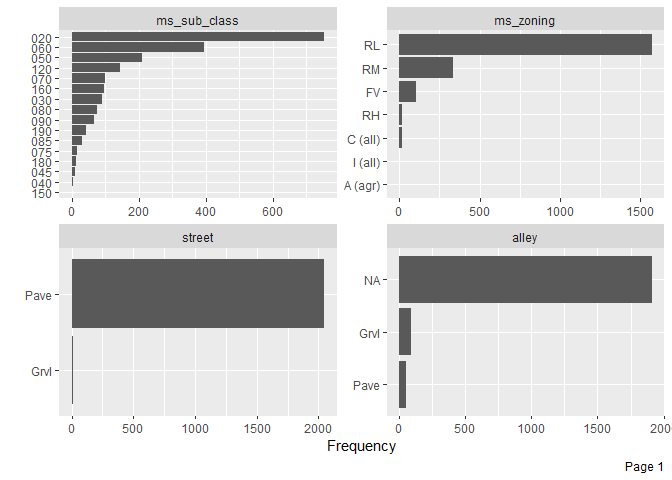 ms_sub_class
020
060
050
120
070
160
030
080
090
190
085
075
180
045
040
150
0 200 400 600
ms_zoning
RL
RM
FV
RH
C (all)
I (all)
A (agr)
0 500 1000 1500
street
Pave
Grvl
0 500 1000 1500 2000
alley
NA
Grvl
Pave
0 500 1000 1500 2000
Frequency
Page 1